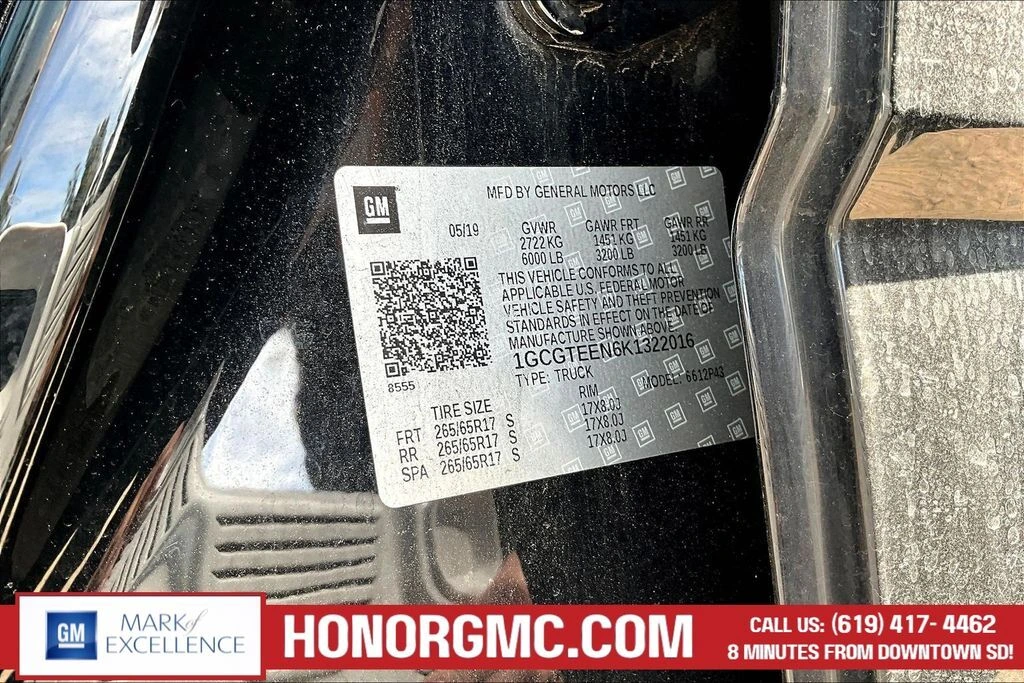 GM
MFD BY GENERAL MOTORS LLC
05/19 GVWR GAWR FRT GAWR RR
2722 KG 1451 KG 1451 KG
6000 LB 3200 LB 3200 LB
THIS VEHICLE CONFORMS TO ALL
APPLICABLE U.S. FEDERAL MOTOR
VEHICLE SAFETY AND THEFT PREVENTION
STANDARDS IN EFFECT ON THE DATE OF
MANUFACTURE SHOWN ABOVE
1GCGTEEN6K1322016
8555
TYPE: TRUCK MODEL: 6612P43
TIRE SIZE RIM
FRT 265/65R17 S 17X8.0J
RR 265/65R17 S 17X8.0J
SPA 265/65R17 S 17X8.0J
GM
MARK of
EXCELLENCE
HONORGMC.COM
CALL US: (619) 417- 4462
8 MINUTES FROM DOWNTOWN SD!